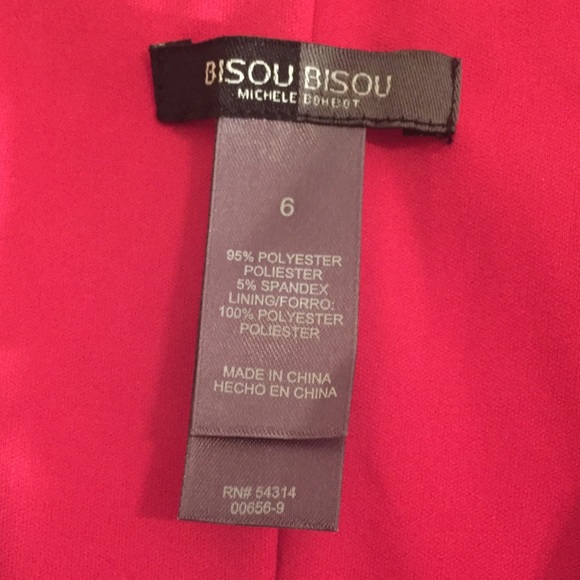 BISOU BISOU
MICHELE BOHBOT
6
95% POLYESTER
POLIESTER
5% SPANDEX
LINING/FORRO:
100% POLYESTER
POLIESTER
MADE IN CHINA
HECHO EN CHINA
RN# 54314
00656-9